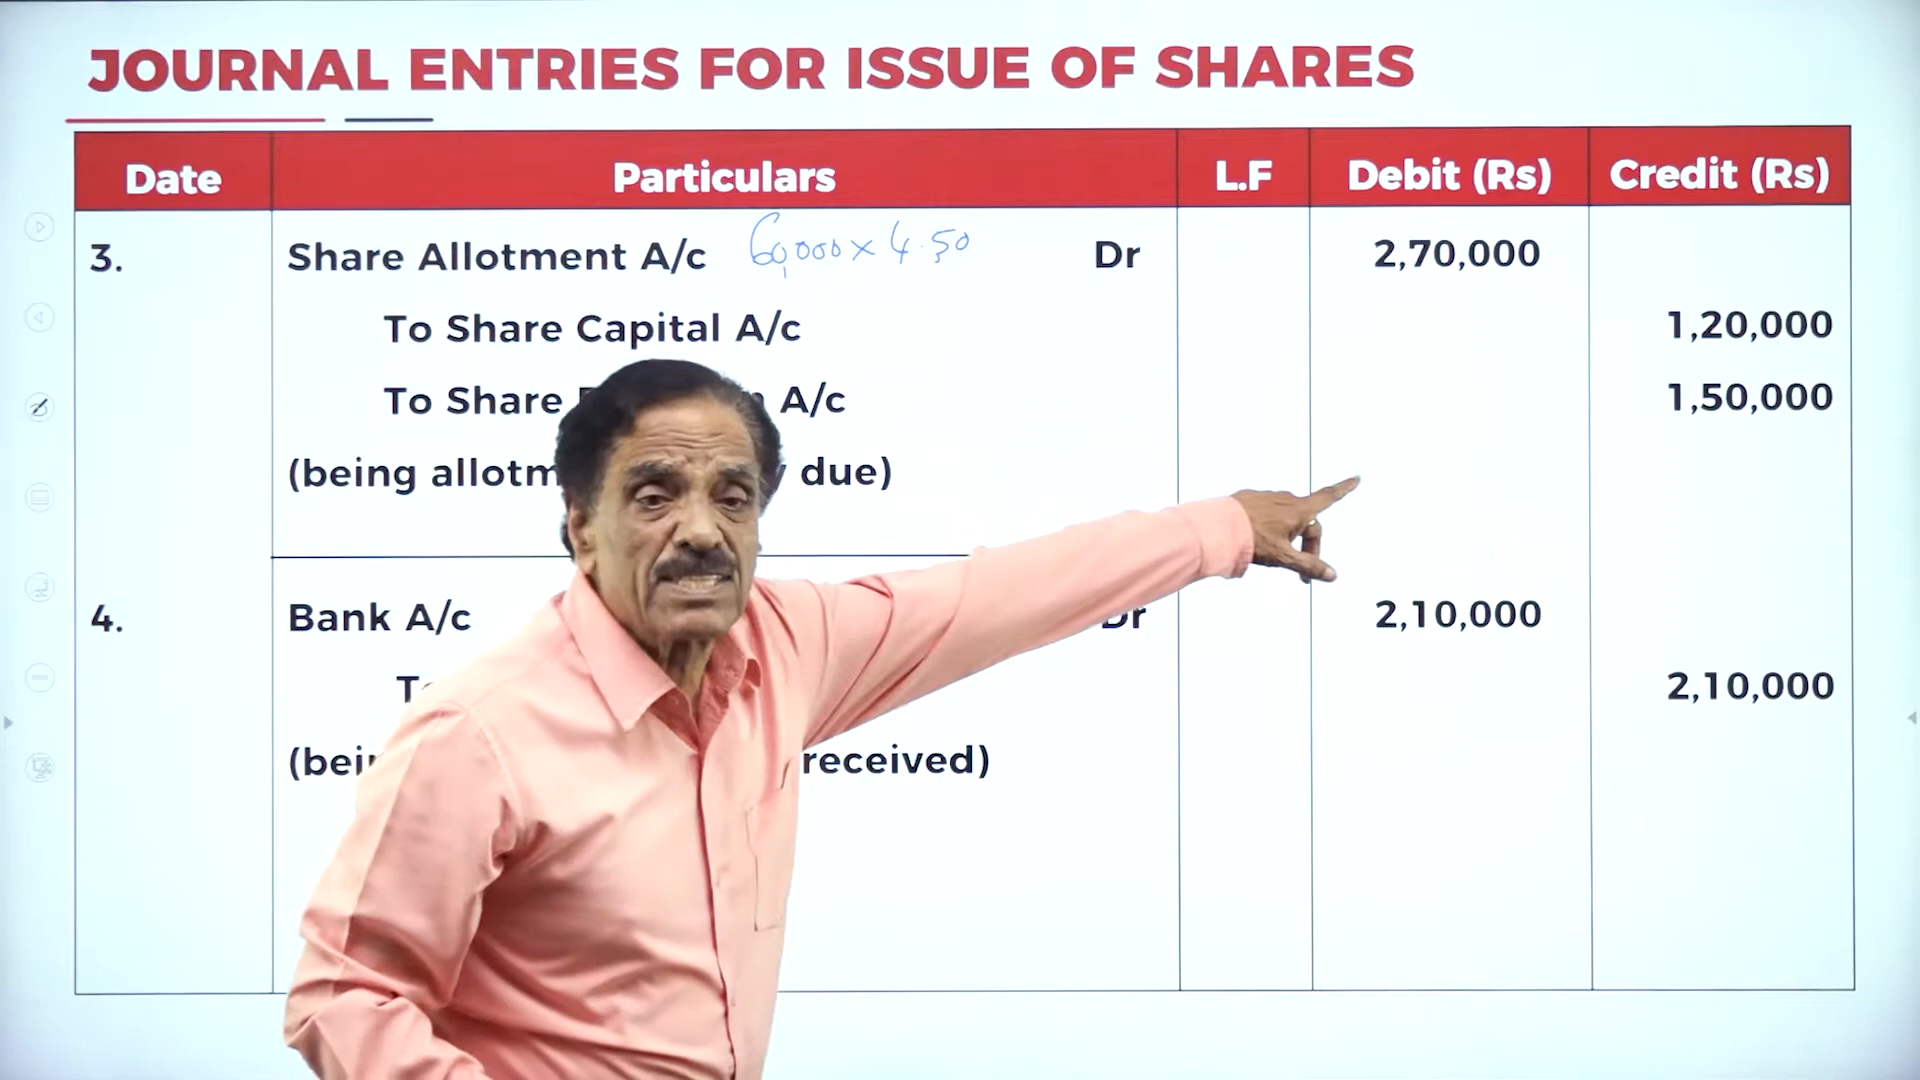 JOURNAL ENTRIES FOR ISSUE OF SHARES
Date Particulars L.F Debit (Rs) Credit (Rs)
3. Share Allotment A/c 60,000 x 4.50 Dr 2,70,000
To Share Capital A/c 1,20,000
To Share A/c 1,50,000
(being due)
4. Bank A/c Dr 2,10,000
2,10,000
received)